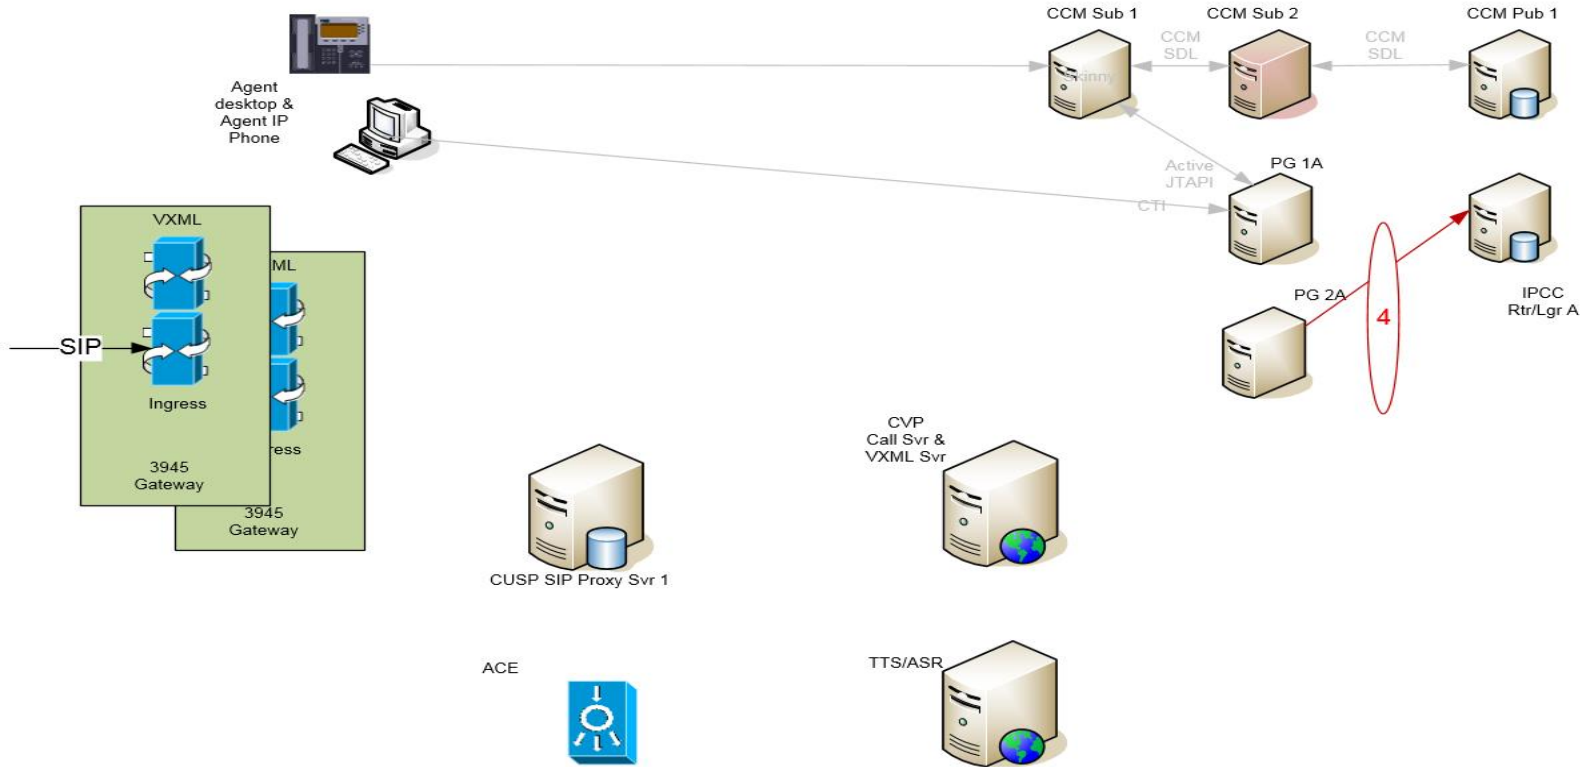 CCM Sub 1
CCM Sub 2
CCM Pub 1
CCM
SDL
CCM
SDL
Skinny
Agent
desktop &
Agent IP
Phone
Active
JTAPI
CTI
PG 1A
PG 2A
4
IPCC
Rtr/Lgr A
VXML
ML
SIP
Ingress
ress
3945
Gateway
3945
Gateway
CVP
Call Svr &
VXML Svr
CUSP SIP Proxy Svr 1
ACE
TTS/ASR